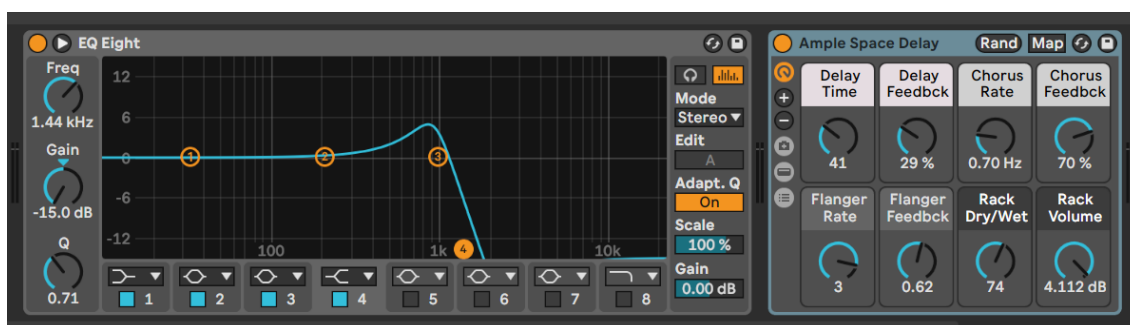 EQ Eight
Freq
1.44 kHz
Gain
-15.0 dB
Q
0.71
12
6
0
-6
-12
100
1k
10k
1
2
3
4
1
2
3
4
5
6
7
8
Mode
Stereo
Edit
A
Adapt. Q
On
Scale
100 %
Gain
0.00 dB
Ample Space Delay
Rand
Map
Delay
Time
41
Delay
Feedbck
29 %
Chorus
Rate
0.70 Hz
Chorus
Feedbck
70 %
Flanger
Rate
3
Flanger
Feedbck
0.62
Rack
Dry/Wet
74
Rack
Volume
4.112 dB